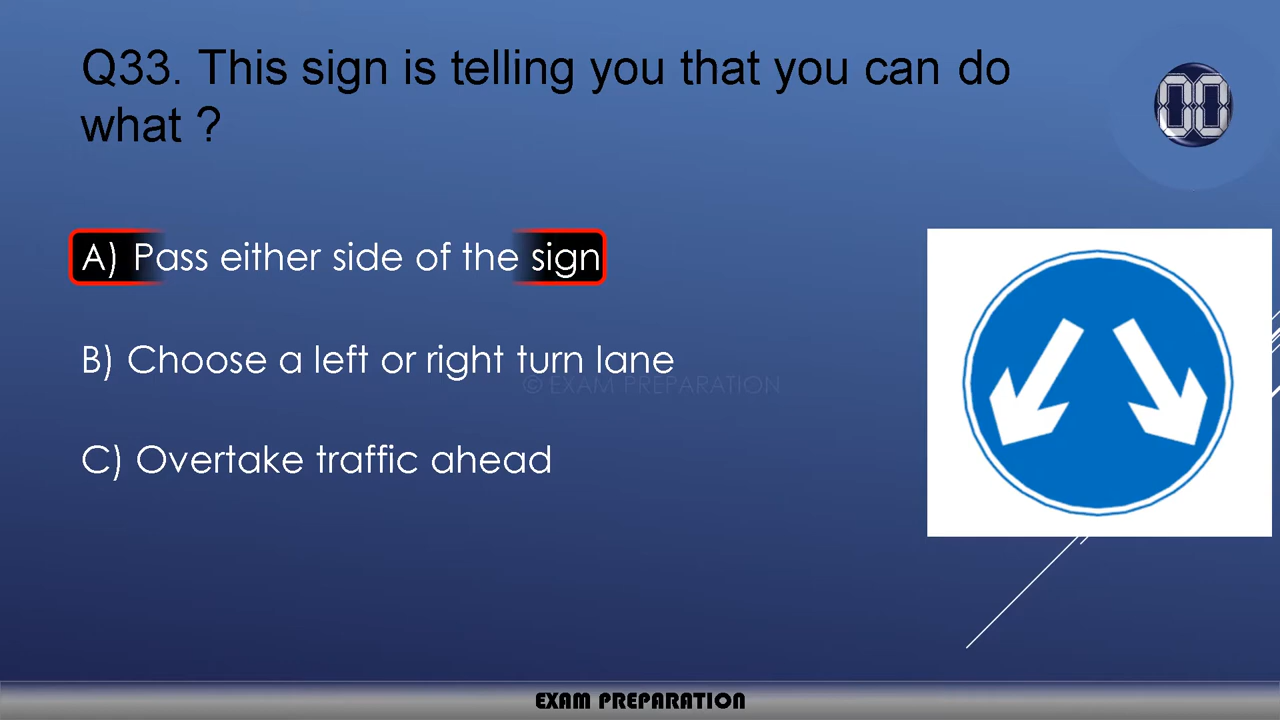 Q33. This sign is telling you that you can do
what ?
00
A) Pass either side of the sign
B) Choose a left or right turn lane
© EXAM PREPARATION
C) Overtake traffic ahead
EXAM PREPARATION